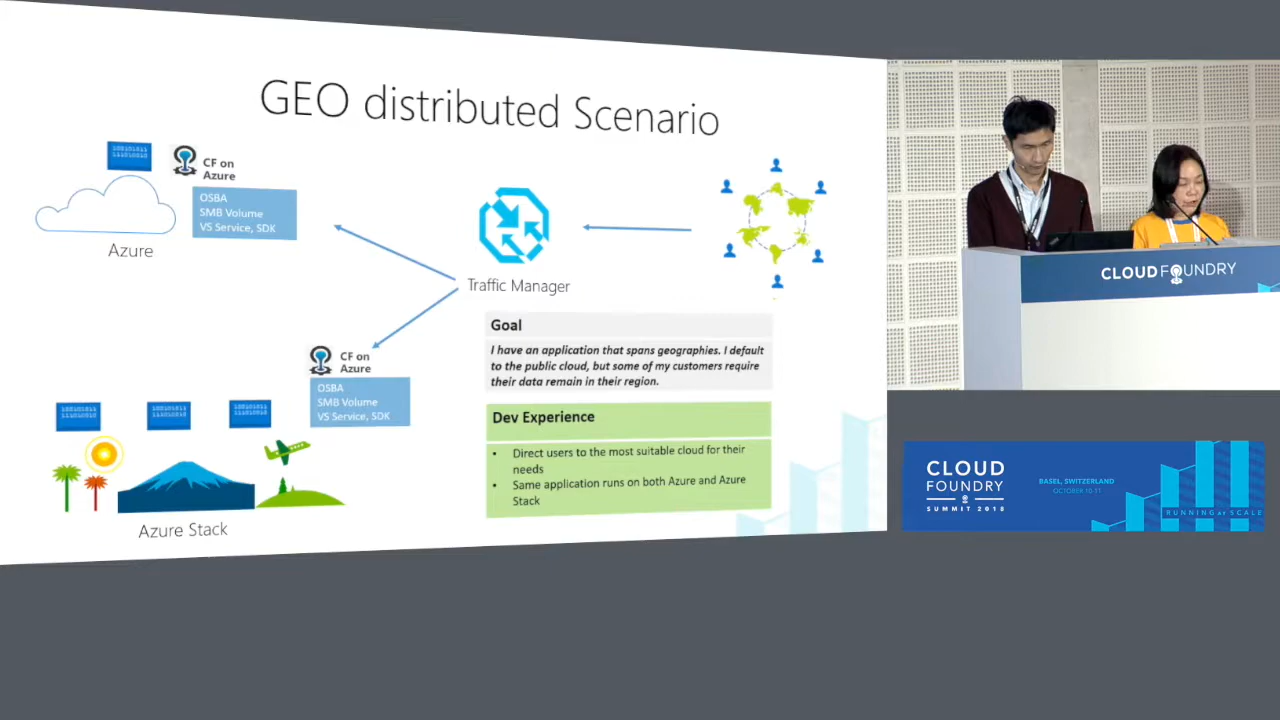 GEO distributed Scenario
CF on
Azure
OSBA
SMB Volume
VS Service, SDK
Azure
Traffic Manager
CF on
Azure
OSBA
SMB Volume
VS Service, SDK
Azure Stack
Goal
I have an application that spans geographies. I default
to the public cloud, but some of my customers require
their data remain in their region.
Dev Experience
• Direct users to the most suitable cloud for their
needs
• Same application runs on both Azure and Azure
Stack
CLOUD FOUNDRY
CLOUD
FOUNDRY
SUMMIT 2018
BASEL, SWITZERLAND
OCTOBER 10-11
RUNNING AT SCALE